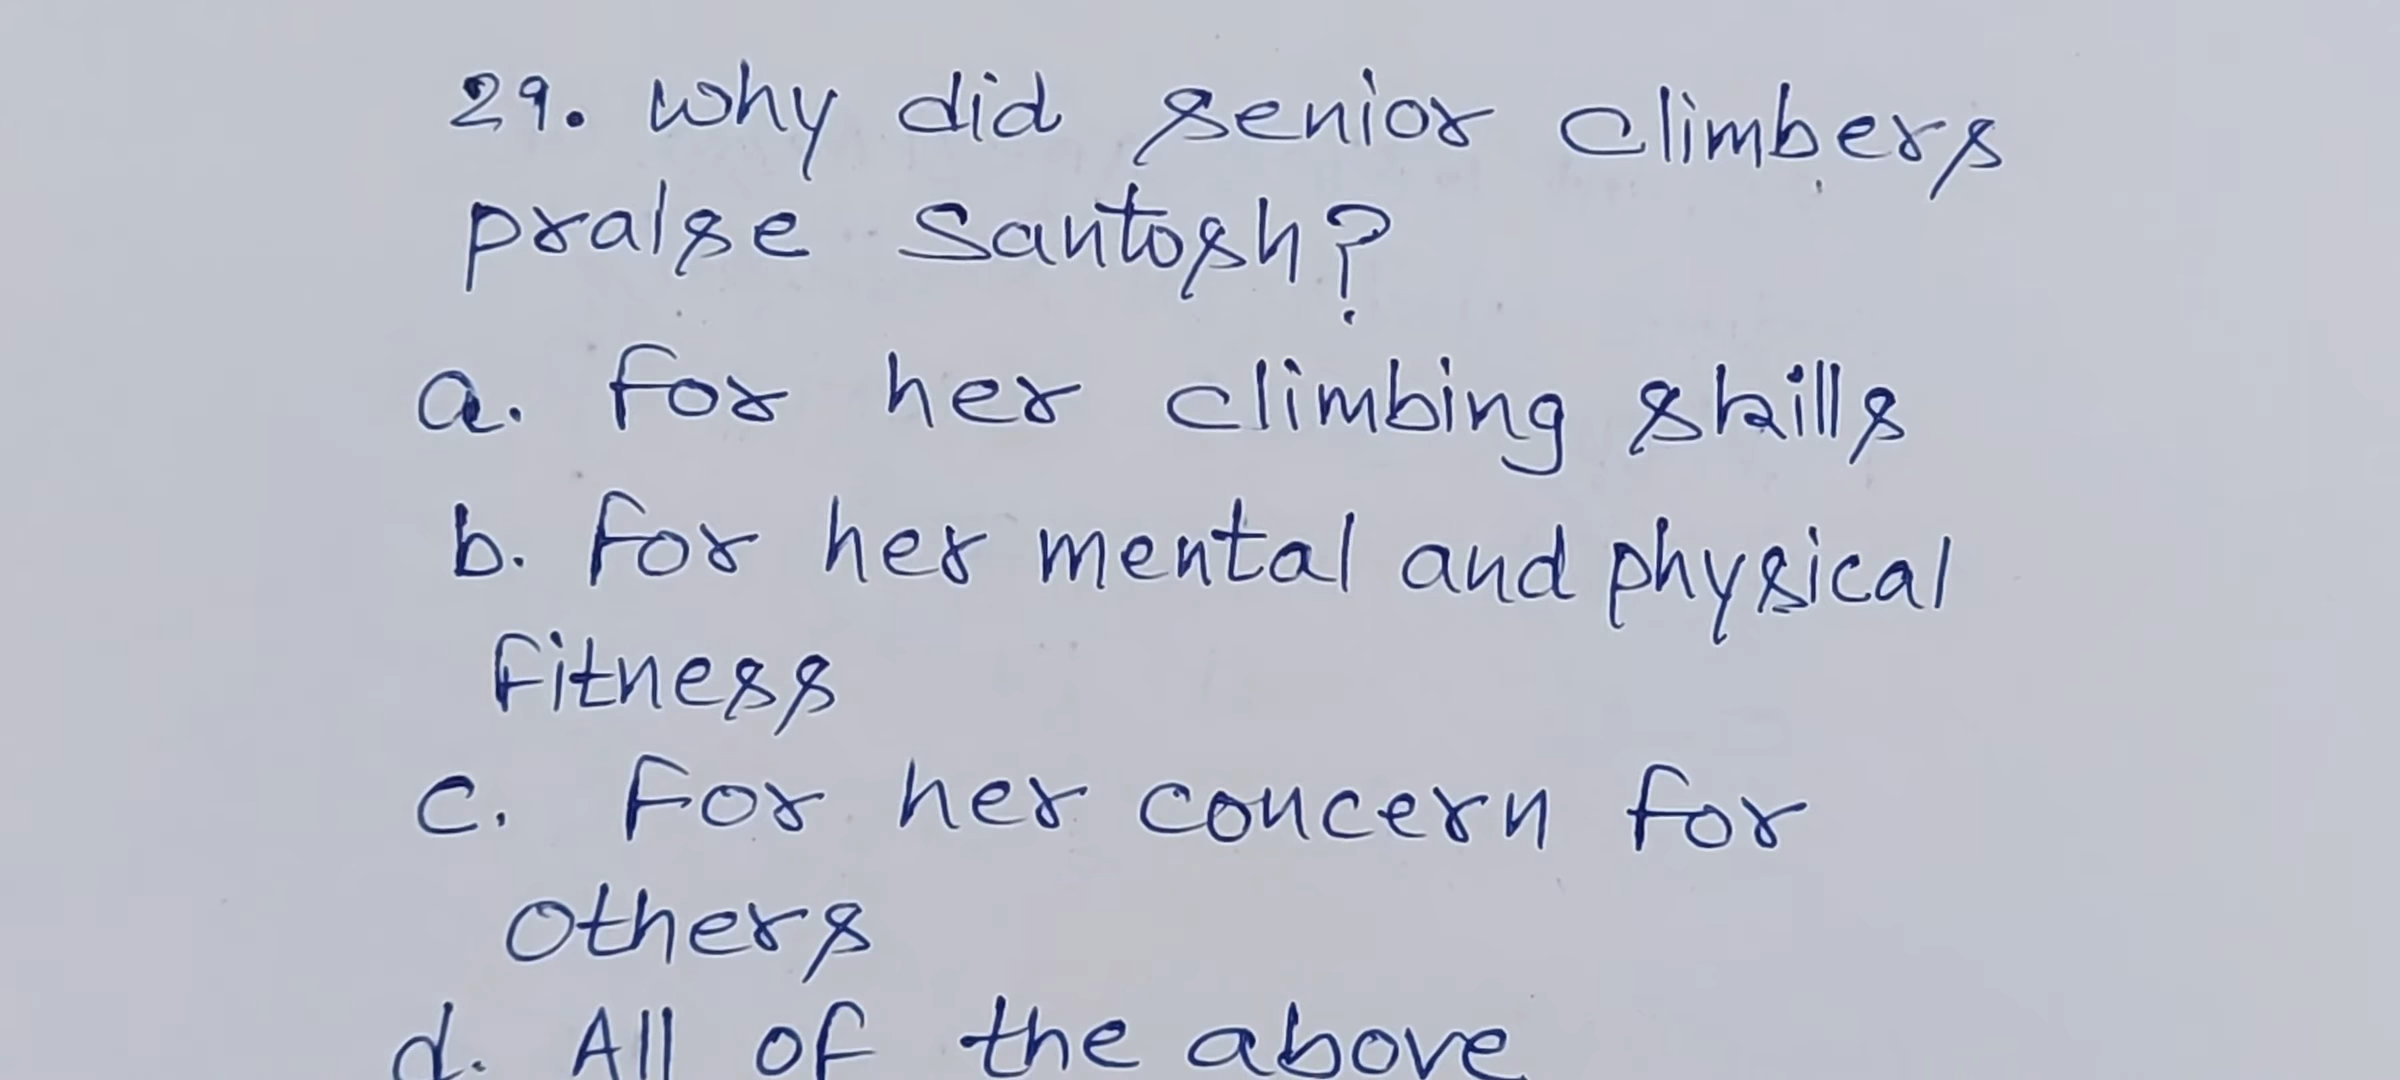 29. Why did senior climbers
praise Santosh?
a. for her climbing skills
b. for her mental and physical
fitness
c. For her concern for
others
d. All of the above